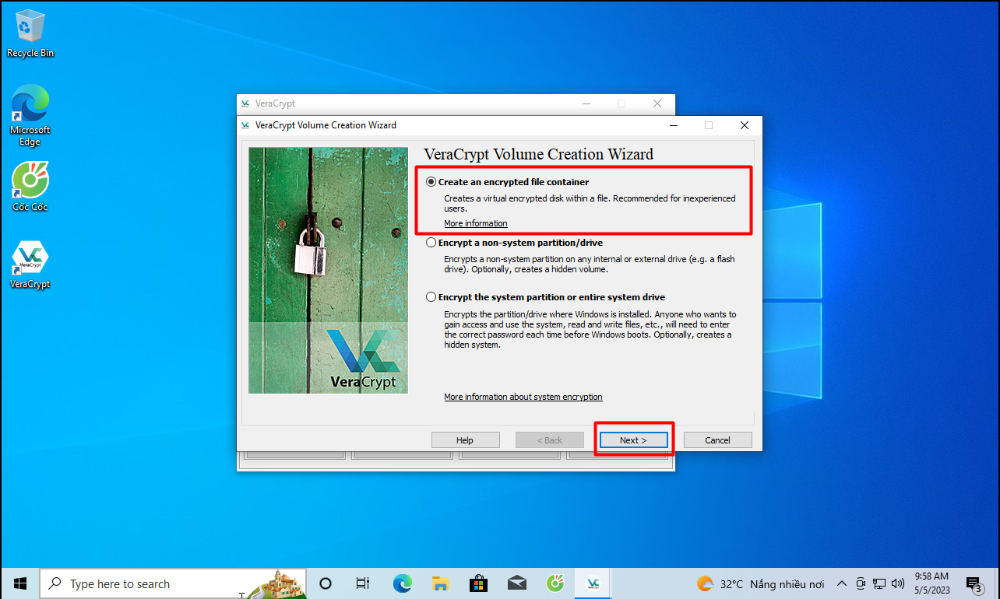 Recycle Bin
Microsoft
Edge
Cốc Cốc
VeraCrypt
VeraCrypt
VeraCrypt
VeraCrypt Volume Creation Wizard
VeraCrypt Volume Creation Wizard
Create an encrypted file container
Creates a virtual encrypted disk within a file. Recommended for inexperienced
users.
More information
Encrypt a non-system partition/drive
Encrypts a non-system partition on any internal or external drive (e.g. a flash
drive). Optionally, creates a hidden volume.
Encrypt the system partition or entire system drive
Encrypts the partition/drive where Windows is installed. Anyone who wants to
gain access and use the system, read and write files, etc., will need to enter
the correct password each time before Windows boots. Optionally, creates a
hidden system.
VeraCrypt
More information about system encryption
Help
< Back
Next >
Cancel
Type here to search
32°C Nắng nhiều nơi
9:58 AM
5/5/2023
3